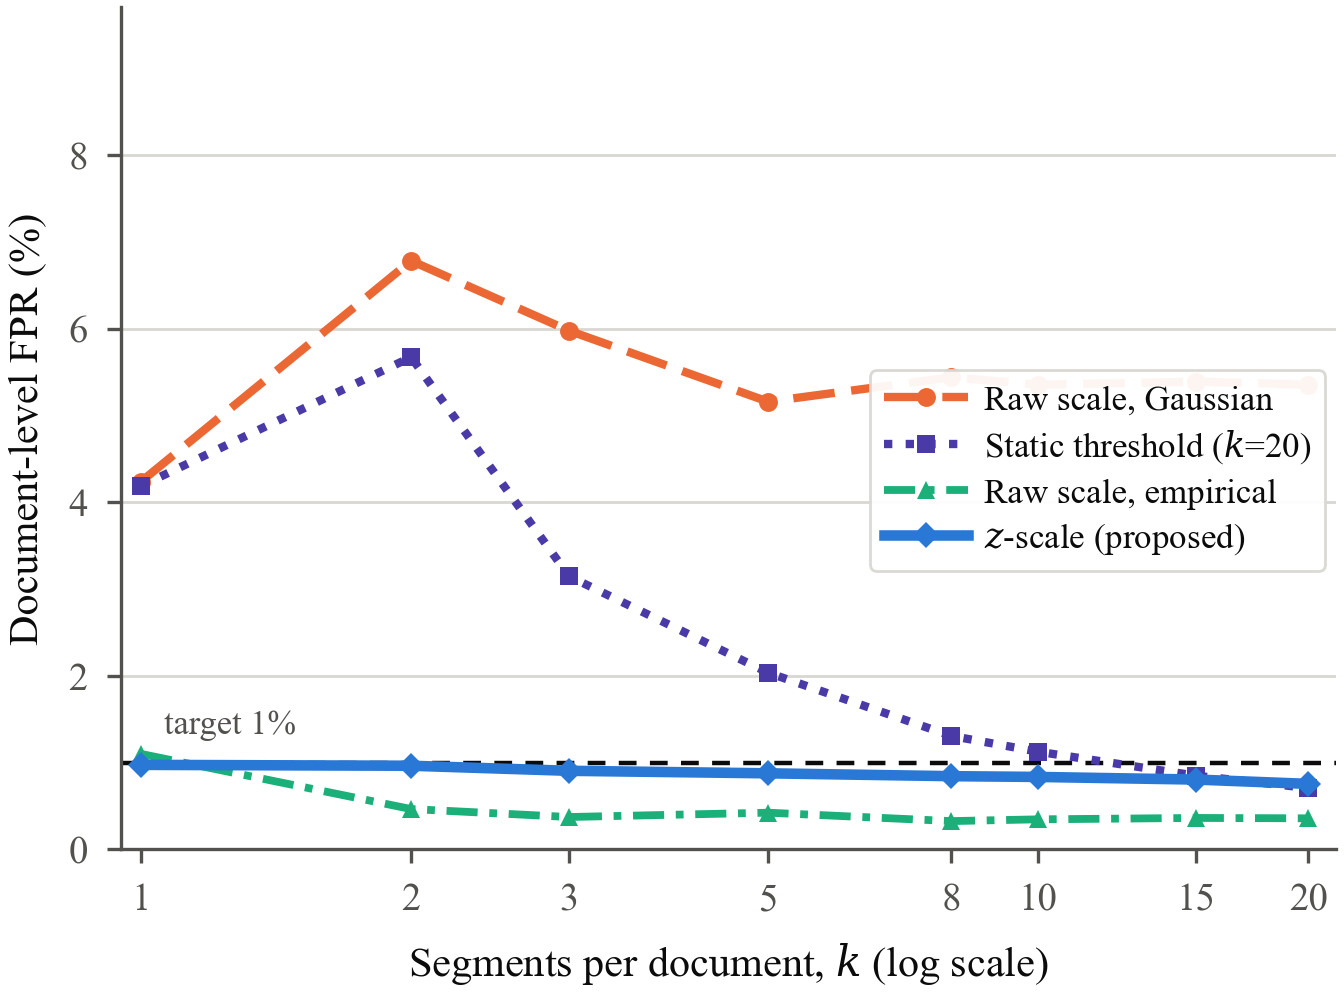 8
6
4
2
0
Document-level FPR (%)
target 1%
Raw scale, Gaussian
Static threshold (k=20)
Raw scale, empirical
z-scale (proposed)
1 2 3 5 8 10 15 20
Segments per document, k (log scale)